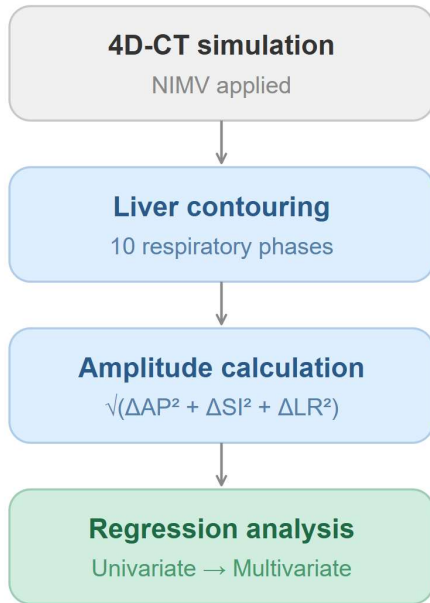 4D-CT simulation
NIMV applied
Liver contouring
10 respiratory phases
Amplitude calculation
√(ΔAP² + ΔSI² + ΔLR²)
Regression analysis
Univariate → Multivariate